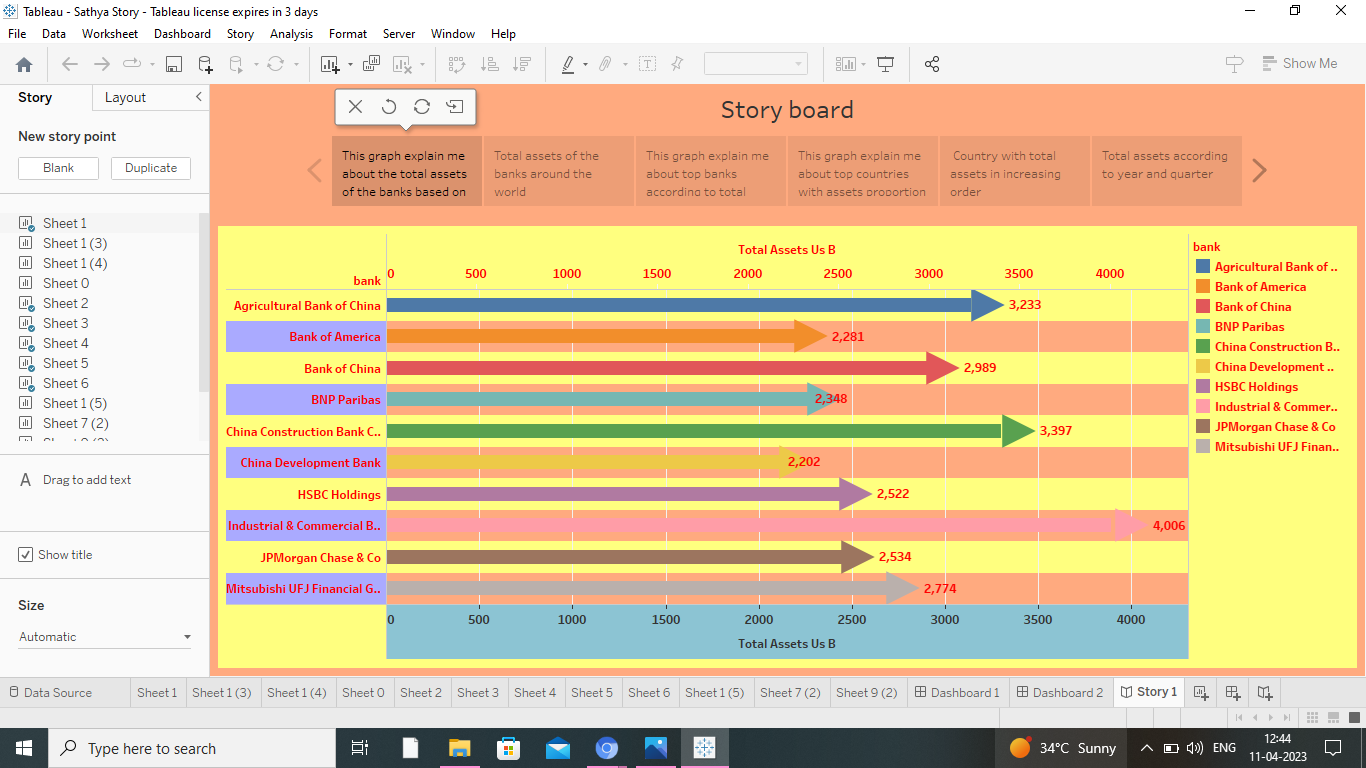 Tableau - Sathya Story - Tableau license expires in 3 days
File Data Worksheet Dashboard Story Analysis Format Server Window Help
Show Me
Story Layout
New story point
Blank Duplicate
Sheet 1
Sheet 1 (3)
Sheet 1 (4)
Sheet 0
Sheet 2
Sheet 3
Sheet 4
Sheet 5
Sheet 6
Sheet 1 (5)
Sheet 7 (2)
A Drag to add text
Show title
Size
Automatic
Story board
This graph explain me
about the total assets
of the banks based on
Total assets of the
banks around the
world
This graph explain me
about top banks
according to total
This graph explain me
about top countries
with assets proportion
Country with total
assets in increasing
order
Total assets according
to year and quarter
Total Assets Us B
bank 0 500 1000 1500 2000 2500 3000 3500 4000
Agricultural Bank of China 3,233
Bank of America 2,281
Bank of China 2,989
BNP Paribas 2,348
China Construction Bank C.. 3,397
China Development Bank 2,202
HSBC Holdings 2,522
Industrial & Commercial B.. 4,006
JPMorgan Chase & Co 2,534
Mitsubishi UFJ Financial G.. 2,774
0 500 1000 1500 2000 2500 3000 3500 4000
Total Assets Us B
bank
Agricultural Bank of ..
Bank of America
Bank of China
BNP Paribas
China Construction B..
China Development ..
HSBC Holdings
Industrial & Commer..
JPMorgan Chase & Co
Mitsubishi UFJ Finan..
Data Source Sheet 1 Sheet 1 (3) Sheet 1 (4) Sheet 0 Sheet 2 Sheet 3 Sheet 4 Sheet 5 Sheet 6 Sheet 1 (5) Sheet 7 (2) Sheet 9 (2) Dashboard 1 Dashboard 2 Story 1
Type here to search
34°C Sunny
ENG
12:44
11-04-2023